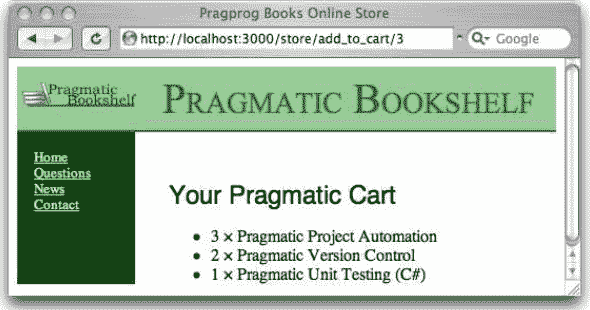 Pragprog Books Online Store
http://localhost:3000/store/add_to_cart/3
Google
Pragmatic
Bookshelf
PRAGMATIC BOOKSHELF
Home
Questions
News
Contact
Your Pragmatic Cart
• 3 × Pragmatic Project Automation
• 2 × Pragmatic Version Control
• 1 × Pragmatic Unit Testing (C#)